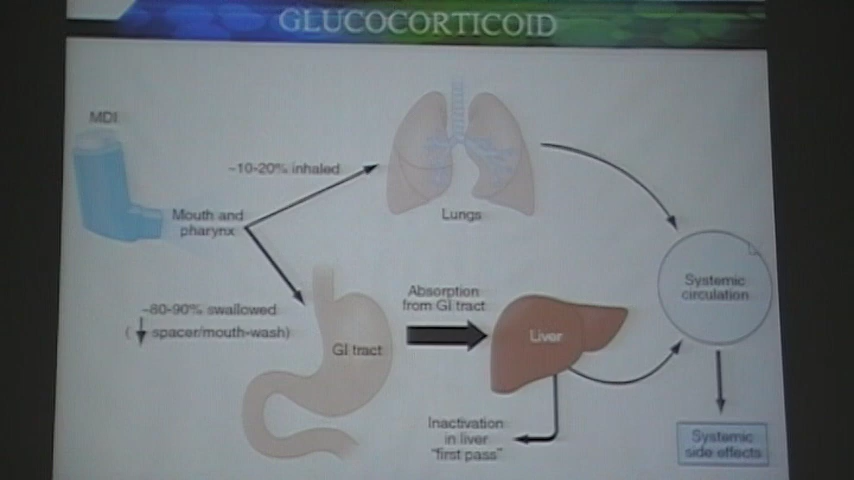 GLUCOCORTICOID
MDI
~10-20% inhaled
Mouth and
pharynx
Lungs
Systemic
circulation
~80-90% swallowed
(↓ spacer/mouth-wash)
GI tract
Absorption
from GI tract
Liver
Inactivation
in liver
"first pass"
Systemic
side effects